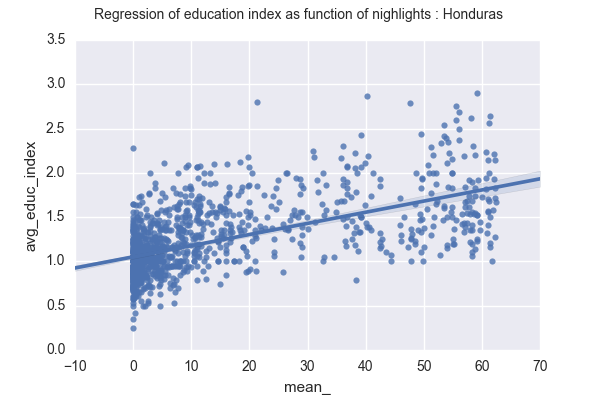 Regression of education index as function of nighlights : Honduras
3.5
3.0
2.5
2.0
1.5
1.0
0.5
0.0
avg_educ_index
−10 0 10 20 30 40 50 60 70
mean_